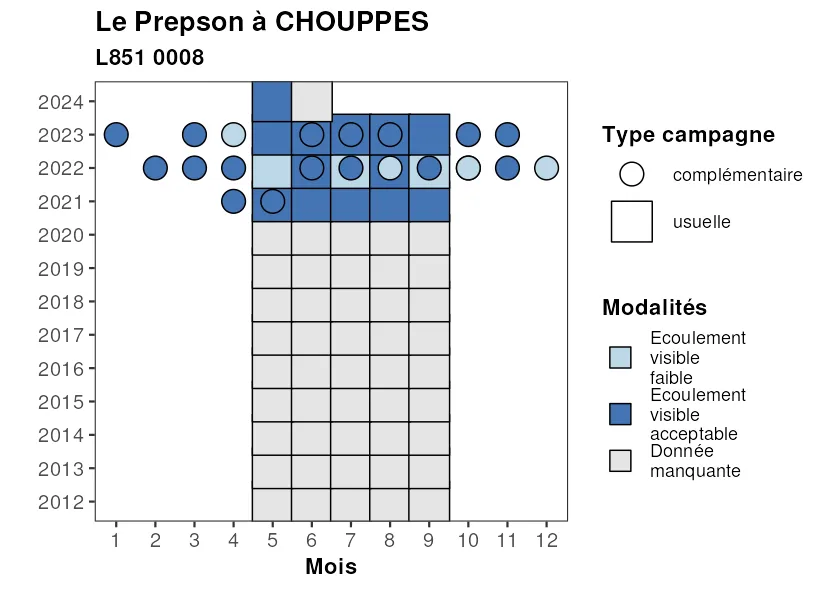 Le Prepson à CHOUPPES
L851 0008
2024
2023
2022
2021
2020
2019
2018
2017
2016
2015
2014
2013
2012
1 2 3 4 5 6 7 8 9 10 11 12
Mois
Type campagne
complémentaire
usuelle
Modalités
Ecoulement
visible
faible
Ecoulement
visible
acceptable
Donnée
manquante